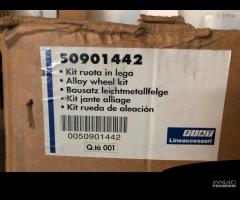 50901442
• Kit ruota in lega
• Alloy wheel kit
• Bausatz leichtmetallfelge
• Kit jante alliage
• Kit rueda de aleación
0050901442
Q.tà 001
FIAT
Lineaccessori